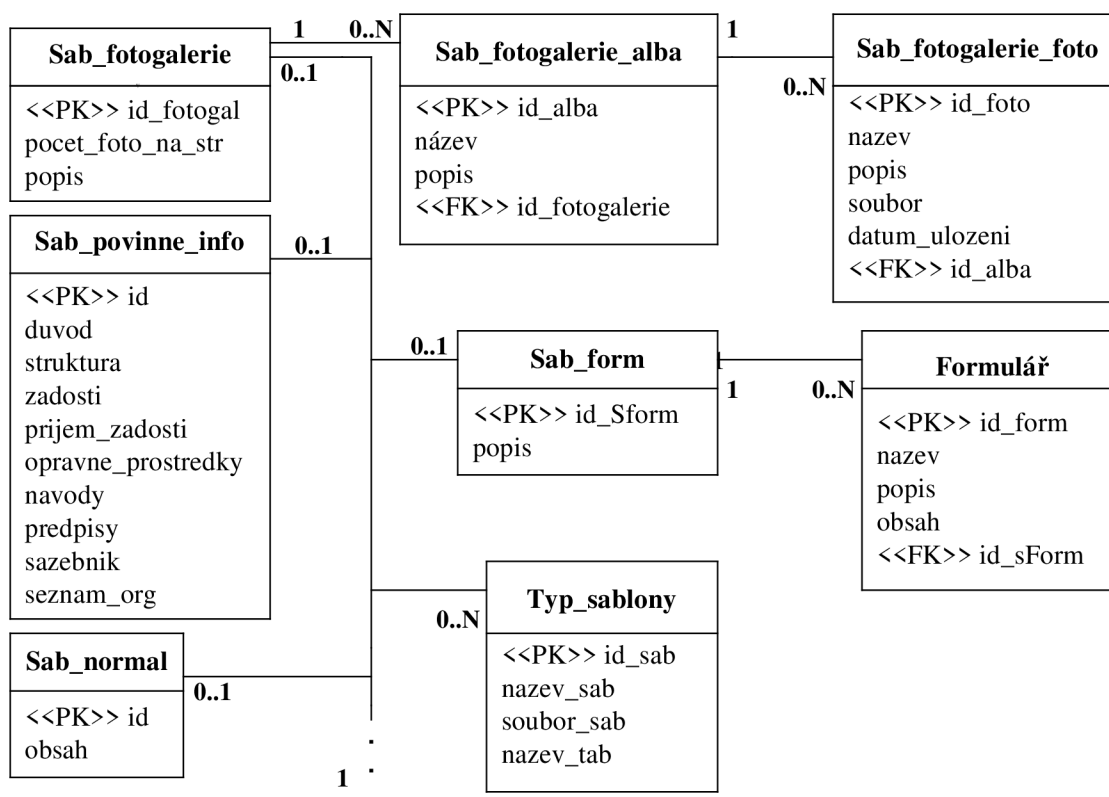 1
0..N
Sab_fotogalerie
0..1
<<PK>> id_fotogal
pocet_foto_na_str
popis
Sab_fotogalerie_alba
<<PK>> id_alba
název
popis
<<FK>> id_fotogalerie
1
0..N
Sab_fotogalerie_foto
<<PK>> id_foto
nazev
popis
soubor
datum_ulozeni
<<FK>> id_alba
Sab_povinne_info
0..1
<<PK>> id
duvod
struktura
zadosti
prijem_zadosti
opravne_prostredky
navody
predpisy
sazebnik
seznam_org
0..1
Sab_form
<<PK>> id_Sform
popis
1
1
0..N
Formulář
<<PK>> id_form
nazev
popis
obsah
<<FK>> id_sForm
0..N
Typ_sablony
<<PK>> id_sab
nazev_sab
soubor_sab
nazev_tab
Sab_normal
0..1
<<PK>> id
obsah
1